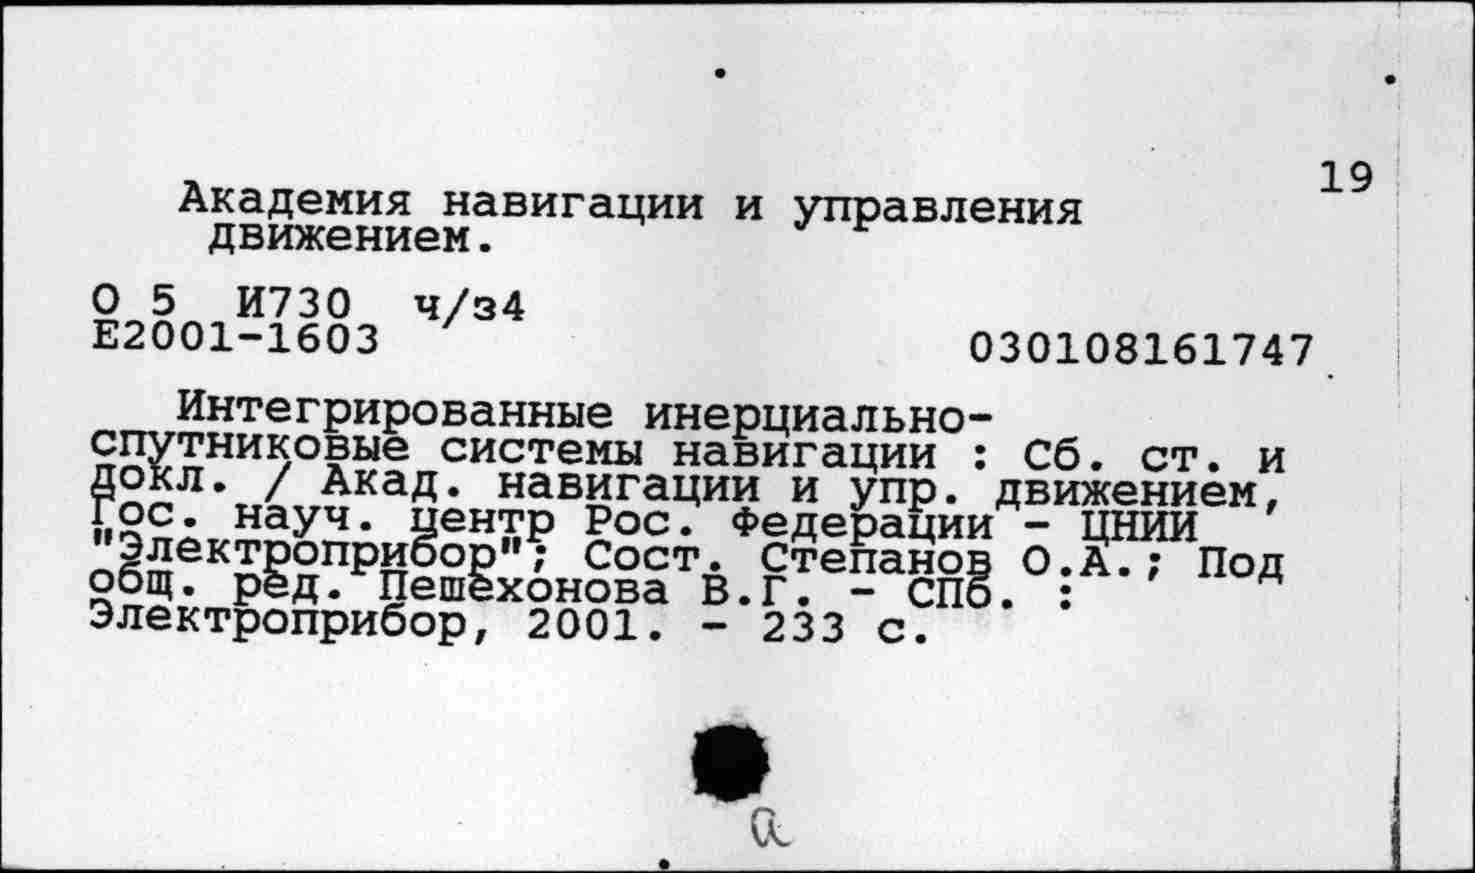 19
Академия навигации и управления
движением.
О 5 И730 ч/з4
Е2001-1603
030108161747
Интегрированные инерциально-
спутниковые системы навигации : Сб. ст. и
докл. / Акад. навигации и упр. движением,
Гос. науч. центр Рос. Федерации - ЦНИИ
"Электроприбор"; Сост. Степанов О.А.; Под
общ. ред. Пешехонова В.Г. - СПб. :
Электроприбор, 2001. - 233 с.
а